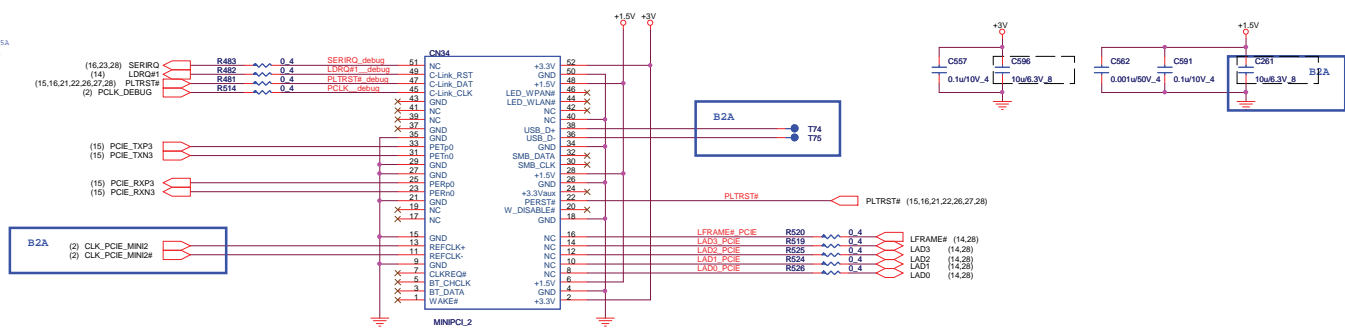 5A
(16,23,28) SERIRQ R483 0_4 SERIRQ_debug
(14) LDRQ#1 R482 0_4 LDRQ#1__debug
(15,16,21,22,26,27,28) PLTRST# R481 0_4 PLTRST#_debug
(2) PCLK_DEBUG R514 0_4 PCLK__debug
(15) PCIE_TXP3
(15) PCIE_TXN3
(15) PCIE_RXP3
(15) PCIE_RXN3
B2A
(2) CLK_PCIE_MINI2
(2) CLK_PCIE_MINI2#
+1.5V +3V
CN34
51 NC +3.3V 52
49 C-Link_RST GND 50
47 C-Link_DAT +1.5V 48
45 C-Link_CLK LED_WPAN# 46
43 GND LED_WLAN# 44
41 NC NC 42
39 NC NC 40
37 GND USB_D+ 38
35 GND USB_D- 36
33 PETp0 GND 34
31 PETn0 SMB_DATA 32
29 GND SMB_CLK 30
27 GND +1.5V 28
25 PERp0 GND 26
23 PERn0 +3.3Vaux 24
21 GND PERST# 22
19 NC W_DISABLE# 20
17 NC GND 18
15 GND NC 16
13 REFCLK+ NC 14
11 REFCLK- NC 12
9 GND NC 10
7 CLKREQ# NC 8
5 BT_CHCLK +1.5V 6
3 BT_DATA GND 4
1 WAKE# +3.3V 2
MINIPCI_2
B2A
T74
T75
PLTRST# PLTRST# (15,16,21,22,26,27,28)
LFRAME#_PCIE R520 0_4 LFRAME# (14,28)
LAD3_PCIE R519 0_4 LAD3 (14,28)
LAD2_PCIE R525 0_4 LAD2 (14,28)
LAD1_PCIE R524 0_4 LAD1 (14,28)
LAD0_PCIE R526 0_4 LAD0 (14,28)
+3V
C557
0.1u/10V_4
C596
10u/6.3V_8
+1.5V
C562
0.001u/50V_4
C591
0.1u/10V_4
C261
10u/6.3V_8
B2A